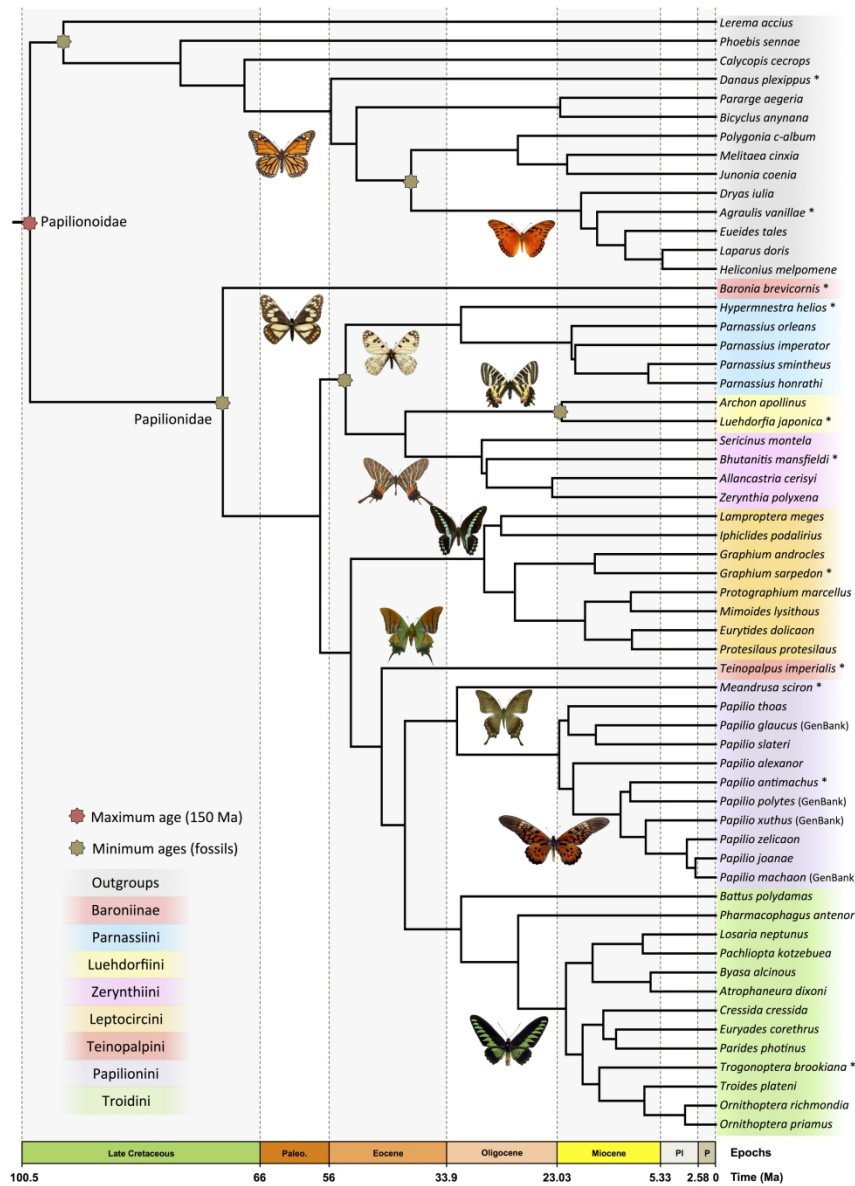 Lerema accius
Phoebis sennae
Calycopis cecrops
Danaus plexippus *
Pararge aegeria
Bicyclus anynana
Polygonia c-album
Melitaea cinxia
Junonia coenia
Dryas iulia
Agraulis vanillae *
Papilionoidae
Eueides tales
Laparus doris
Heliconius melpomene
Baronia brevicornis *
Hypermnestra helios *
Parnassius orleans
Parnassius imperator
Parnassius smintheus
Parnassius honrathi
Archon apollinus
Papilionidae
Luehdorfia japonica *
Sericinus montela
Bhutanitis mansfieldi *
Allancastria cerisyi
Zerynthia polyxena
Lamproptera meges
Iphiclides podalirius
Graphium androcles
Graphium sarpedon *
Protographium marcellus
Mimoides lysithous
Eurytides dolicaon
Protesilaus protesilaus
Teinopalpus imperialis *
Meandrusa sciron *
Papilio thoas
Papilio glaucus (GenBank)
Papilio slateri
Papilio alexanor
Papilio antimachus *
Papilio polytes (GenBank)
Papilio xuthus (GenBank)
Papilio zelicaon
Papilio joanae
Papilio machaon (GenBank)
Maximum age (150 Ma)
Minimum ages (fossils)
Outgroups
Baroniinae
Parnassiini
Luehdorfiini
Zerynthiini
Leptocircini
Teinopalpini
Papilionini
Troidini
Battus polydamas
Pharmacophagus antenor
Losaria neptunus
Pachliopta kotzebuea
Byasa alcinous
Atrophaneura dixoni
Cressida cressida
Euryades corethrus
Parides photinus
Trogonoptera brookiana *
Troides plateni
Ornithoptera richmondia
Ornithoptera priamus
Late Cretaceous Paleo. Eocene Oligocene Miocene Pl P Epochs
100.5 66 56 33.9 23.03 5.33 2.58 0 Time (Ma)